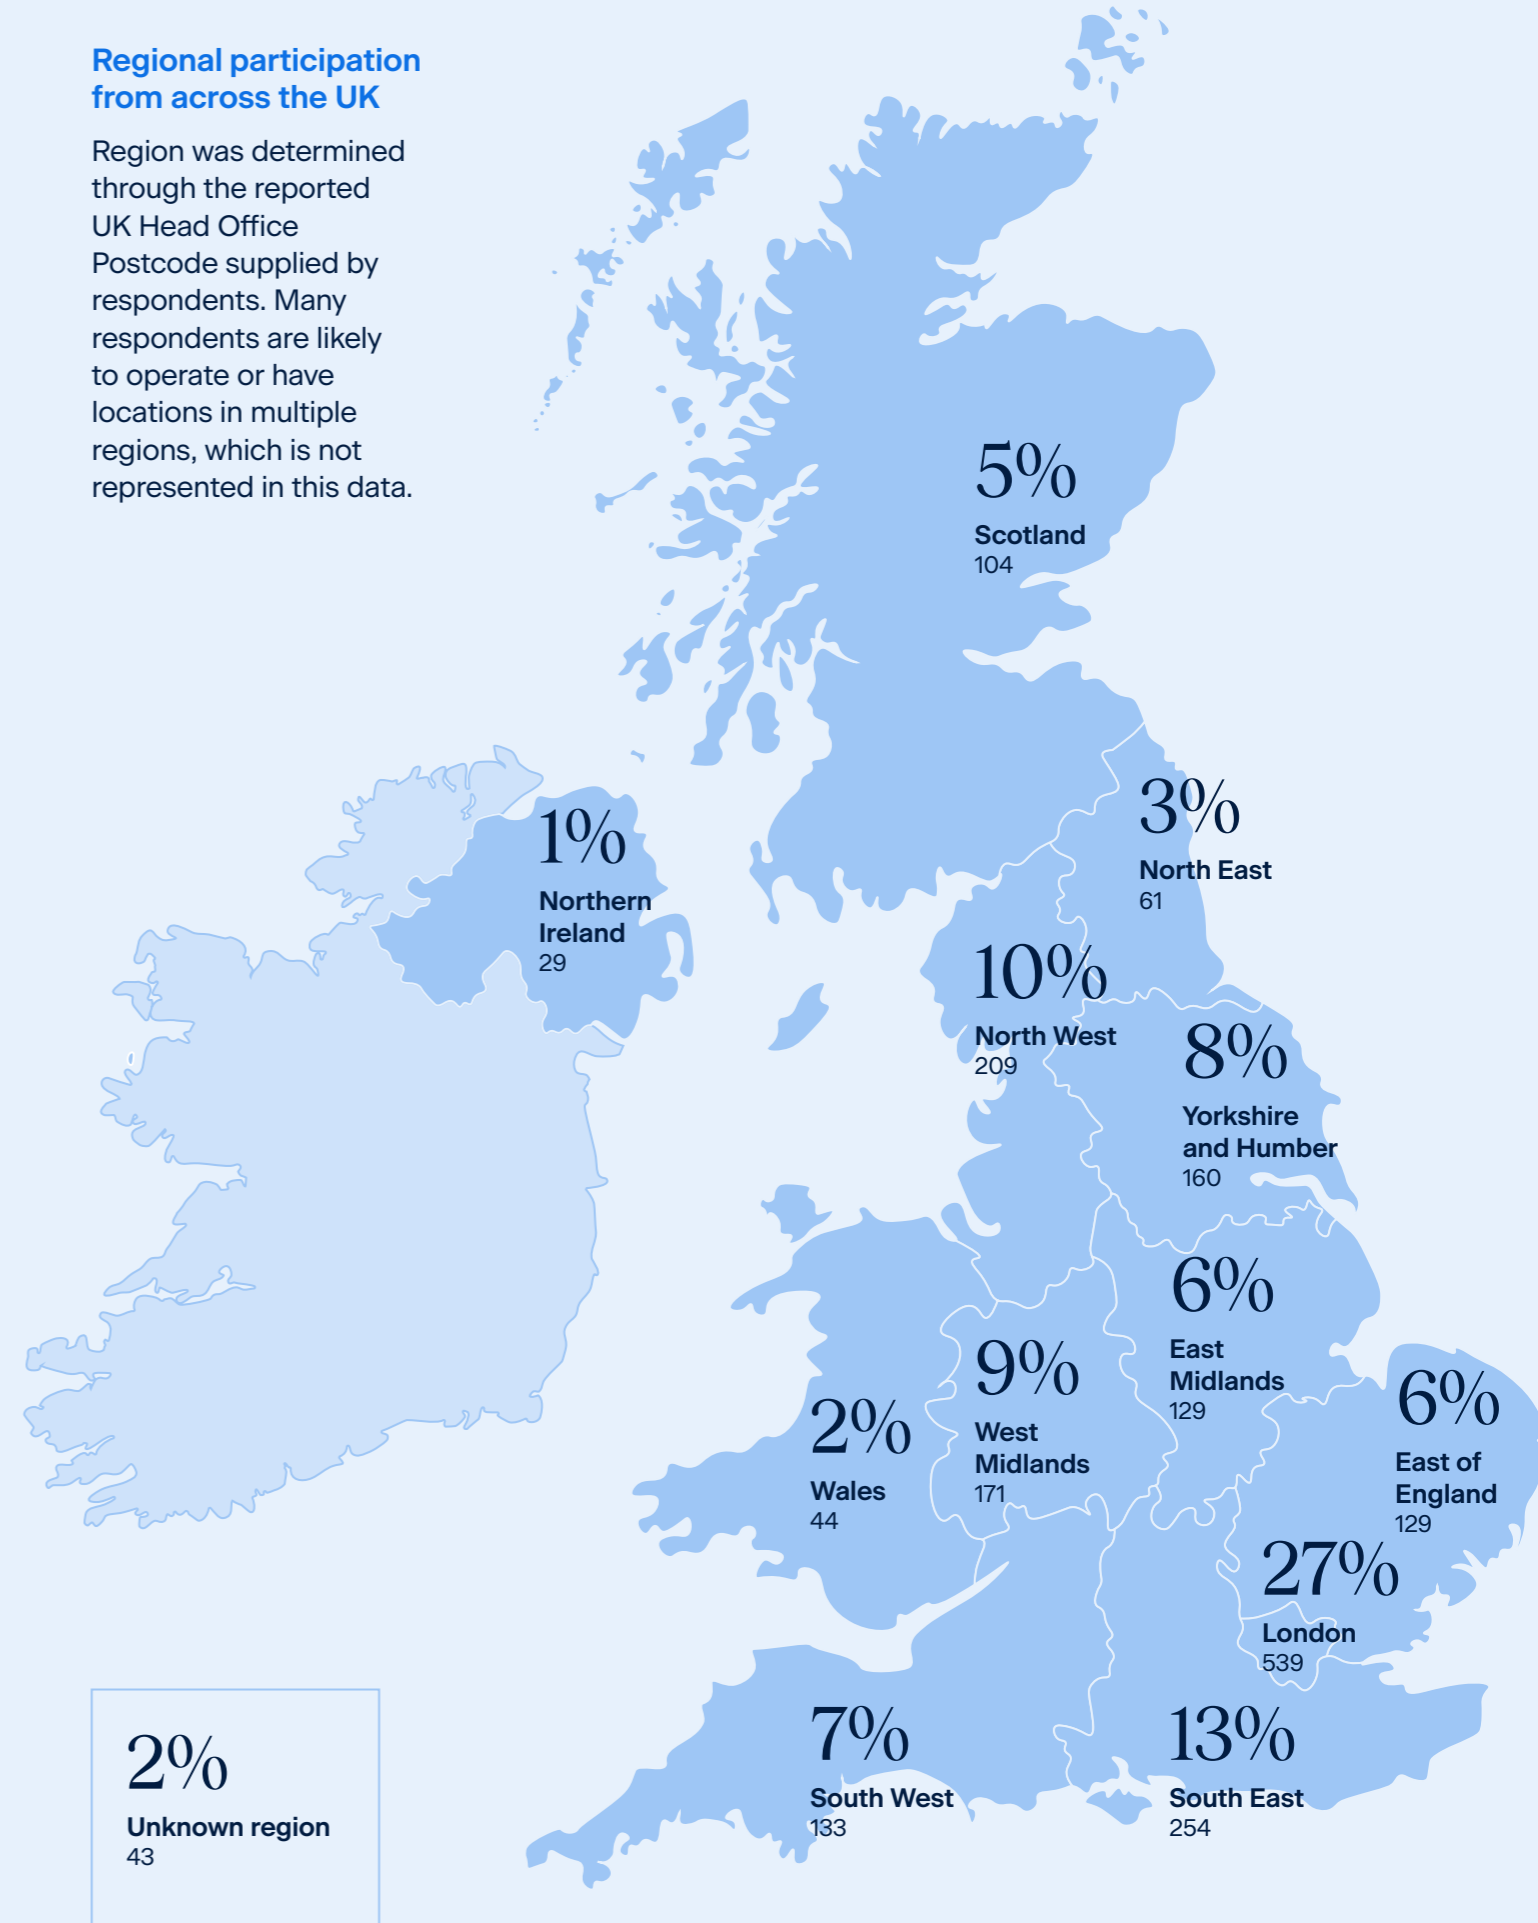 Regional participation
from across the UK
Region was determined
through the reported
UK Head Office
Postcode supplied by
respondents. Many
respondents are likely
to operate or have
locations in multiple
regions, which is not
represented in this data.
5%
Scotland
104
3%
North East
61
1%
Northern
Ireland
29
10%
North West
209
8%
Yorkshire
and Humber
160
6%
East
Midlands
129
9%
West
Midlands
171
6%
East of
England
129
2%
Wales
44
27%
London
539
7%
South West
133
13%
South East
254
2%
Unknown region
43